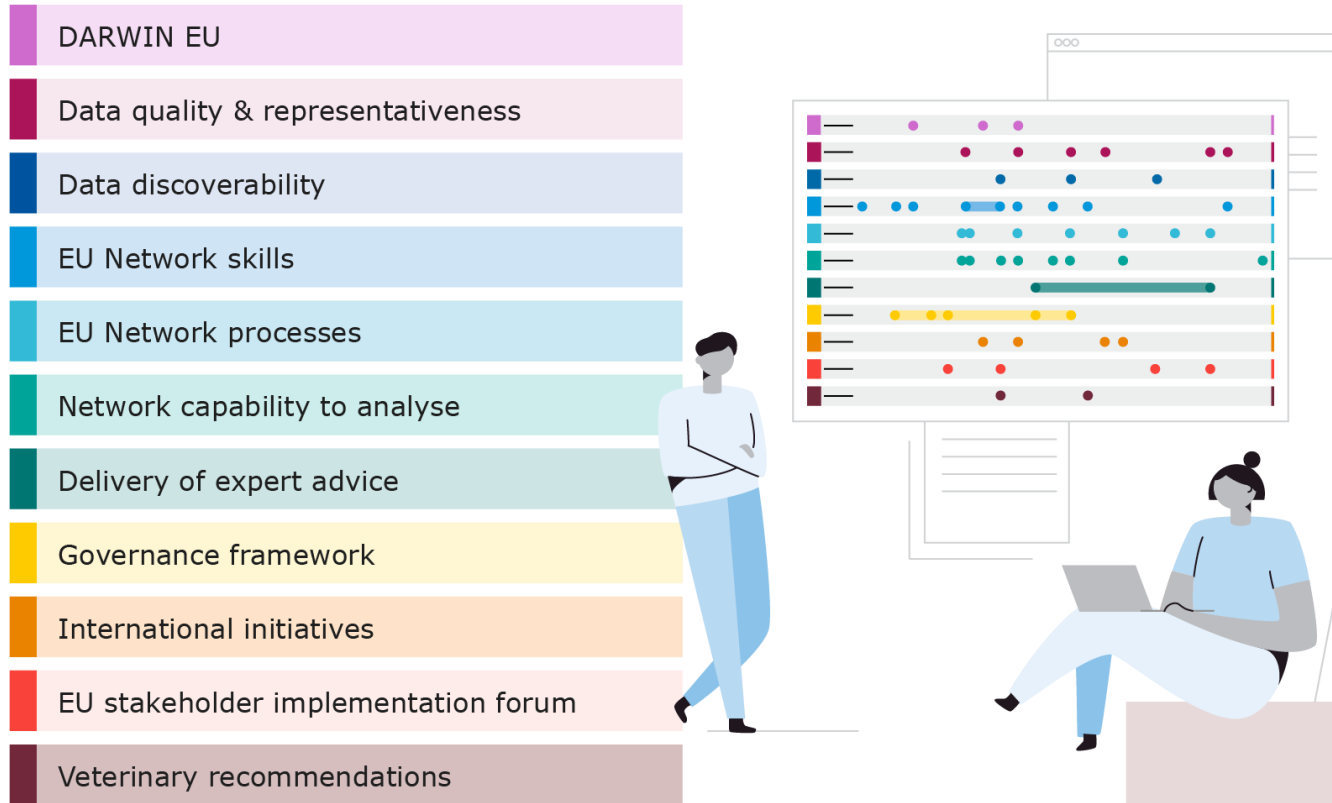 DARWIN EU
Data quality & representativeness
Data discoverability
EU Network skills
EU Network processes
Network capability to analyse
Delivery of expert advice
Governance framework
International initiatives
EU stakeholder implementation forum
Veterinary recommendations